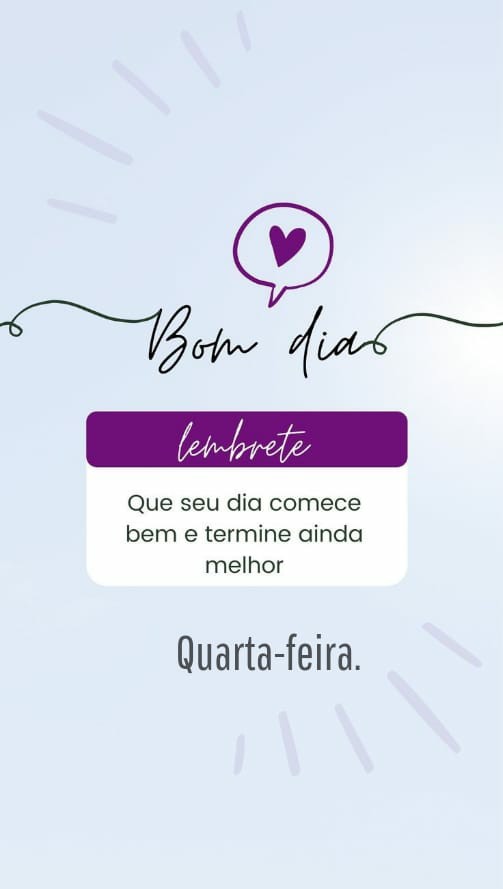 Bom dia
lembrete
Que seu dia comece
bem e termine ainda
melhor
Quarta-feira.